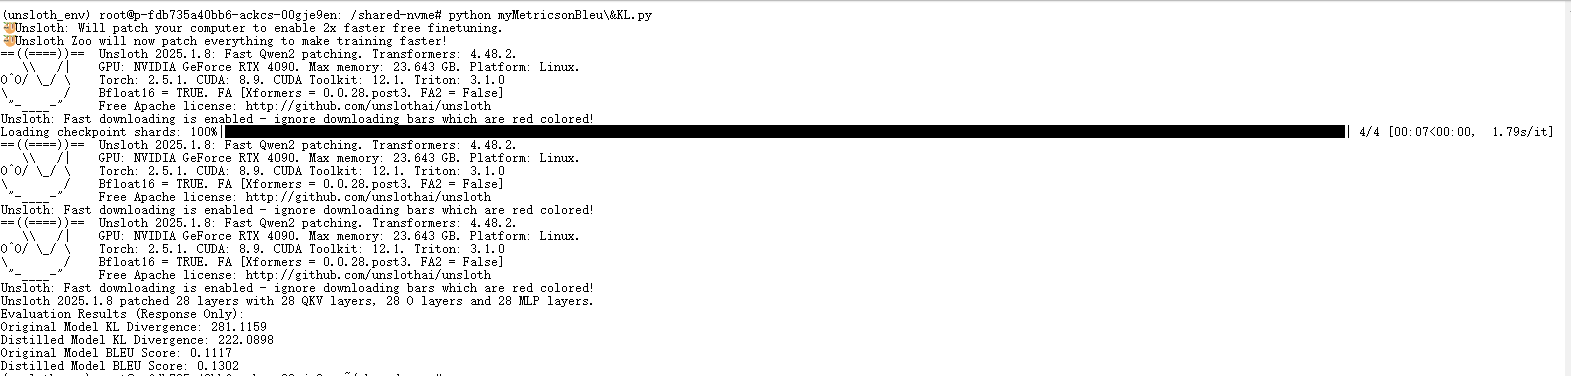 (unsloth_env) root@p-fdb735a40bb6-ackcs-00gje9en: /shared-nvme# python myMetricsonBleu\&KL.py
🦥Unsloth: Will patch your computer to enable 2x faster free finetuning.
🦥Unsloth Zoo will now patch everything to make training faster!
==((====))==  Unsloth 2025.1.8: Fast Qwen2 patching. Transformers: 4.48.2.
   \\   /|    GPU: NVIDIA GeForce RTX 4090. Max memory: 23.643 GB. Platform: Linux.
O^O/ \_/ \    Torch: 2.5.1. CUDA: 8.9. CUDA Toolkit: 12.1. Triton: 3.1.0
\        /    Bfloat16 = TRUE. FA [Xformers = 0.0.28.post3. FA2 = False]
 "-____-"     Free Apache license: http://github.com/unslothai/unsloth
Unsloth: Fast downloading is enabled - ignore downloading bars which are red colored!
Loading checkpoint shards: 100%|██████████| 4/4 [00:07<00:00,  1.79s/it]
==((====))==  Unsloth 2025.1.8: Fast Qwen2 patching. Transformers: 4.48.2.
   \\   /|    GPU: NVIDIA GeForce RTX 4090. Max memory: 23.643 GB. Platform: Linux.
O^O/ \_/ \    Torch: 2.5.1. CUDA: 8.9. CUDA Toolkit: 12.1. Triton: 3.1.0
\        /    Bfloat16 = TRUE. FA [Xformers = 0.0.28.post3. FA2 = False]
 "-____-"     Free Apache license: http://github.com/unslothai/unsloth
Unsloth: Fast downloading is enabled - ignore downloading bars which are red colored!
==((====))==  Unsloth 2025.1.8: Fast Qwen2 patching. Transformers: 4.48.2.
   \\   /|    GPU: NVIDIA GeForce RTX 4090. Max memory: 23.643 GB. Platform: Linux.
O^O/ \_/ \    Torch: 2.5.1. CUDA: 8.9. CUDA Toolkit: 12.1. Triton: 3.1.0
\        /    Bfloat16 = TRUE. FA [Xformers = 0.0.28.post3. FA2 = False]
 "-____-"     Free Apache license: http://github.com/unslothai/unsloth
Unsloth: Fast downloading is enabled - ignore downloading bars which are red colored!
Unsloth 2025.1.8 patched 28 layers with 28 QKV layers, 28 O layers and 28 MLP layers.
Evaluation Results (Response Only):
Original Model KL Divergence: 281.1159
Distilled Model KL Divergence: 222.0898
Original Model BLEU Score: 0.1117
Distilled Model BLEU Score: 0.1302